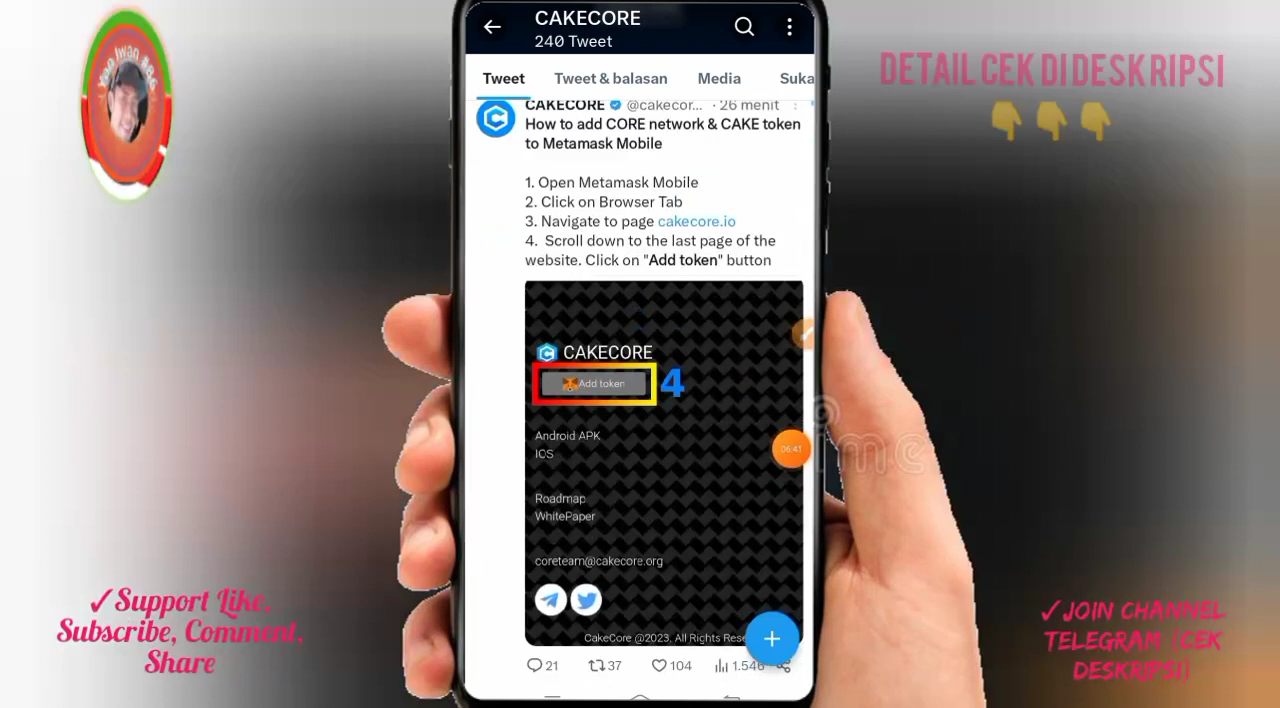 CAKECORE
240 Tweet
Tweet
Tweet & balasan
Media
Suka
CAKECORE @cakecor... · 26 menit
How to add CORE network & CAKE token
to Metamask Mobile
1. Open Metamask Mobile
2. Click on Browser Tab
3. Navigate to page cakecore.io
4. Scroll down to the last page of the
website. Click on "Add token" button
CAKECORE
Add token
4
Android APK
IOS
06:41
Roadmap
WhitePaper
coreteam@cakecore.org
CakeCore @2023. All Rights Rese
21
37
104
1.546
DETAIL CEK DI DESKRIPSI
✓Support Like,
Subscribe, Comment,
Share
✓JOIN CHANNEL
TELEGRAM (CEK
DESKRIPSI)